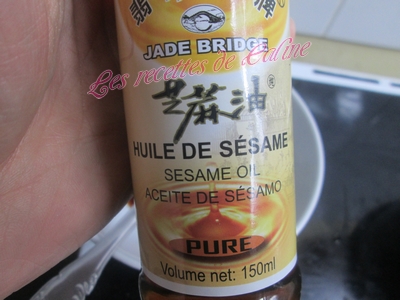 JADE BRIDGE
Les recettes de Céline
芝麻油
HUILE DE SÉSAME
SESAME OIL
ACEITE DE SÉSAMO
PURE
Volume net: 150ml